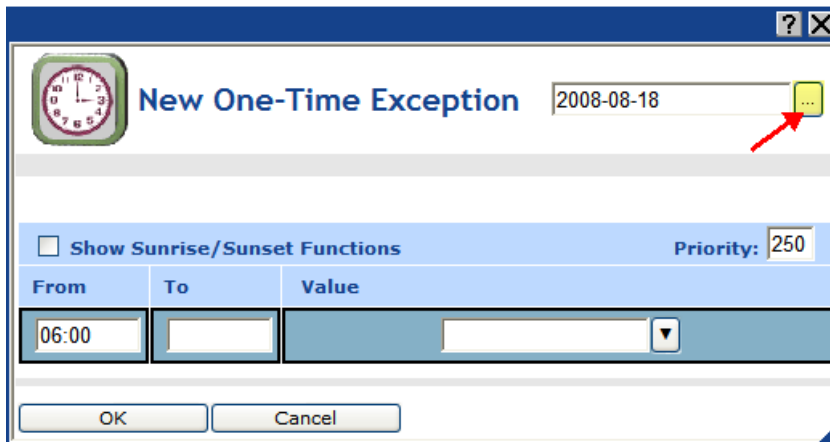 ?
New One-Time Exception 2008-08-18 ...
Show Sunrise/Sunset Functions Priority: 250
From To Value
06:00
OK Cancel